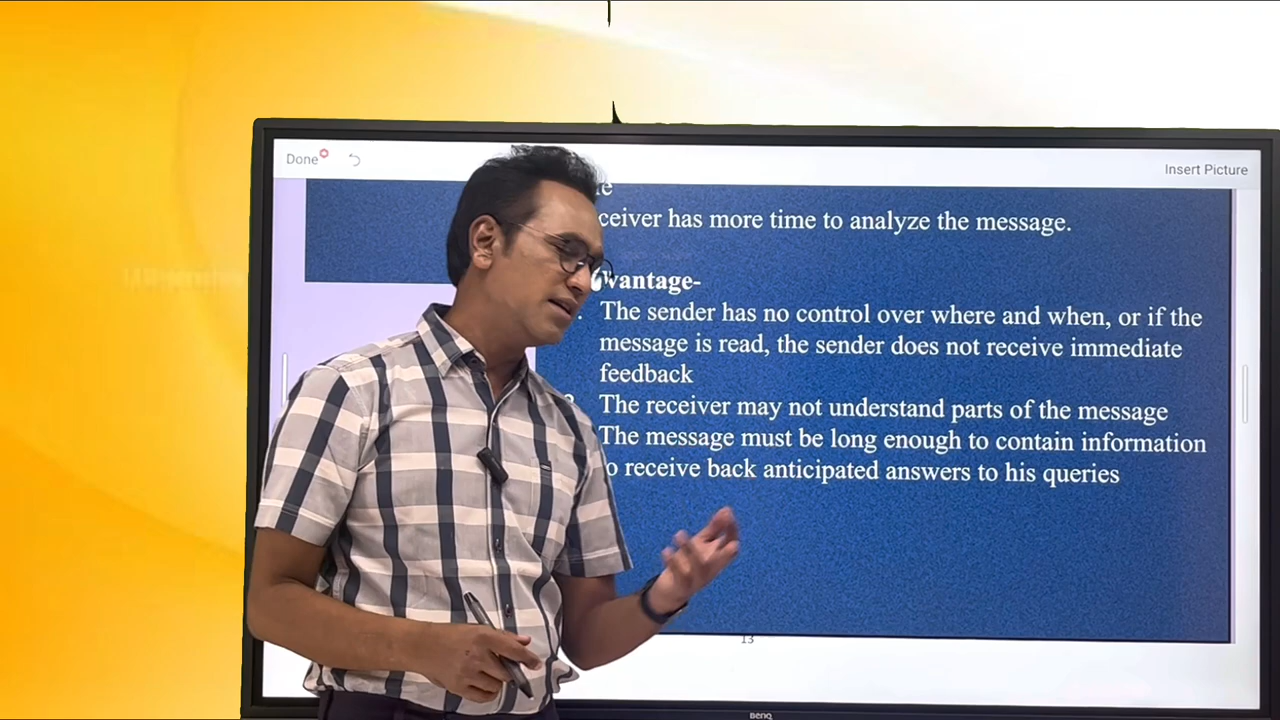 Done
Insert Picture
ceiver has more time to analyze the message.
wantage-
The sender has no control over where and when, or if the
message is read, the sender does not receive immediate
feedback
The receiver may not understand parts of the message
The message must be long enough to contain information
o receive back anticipated answers to his queries
13
BenQ